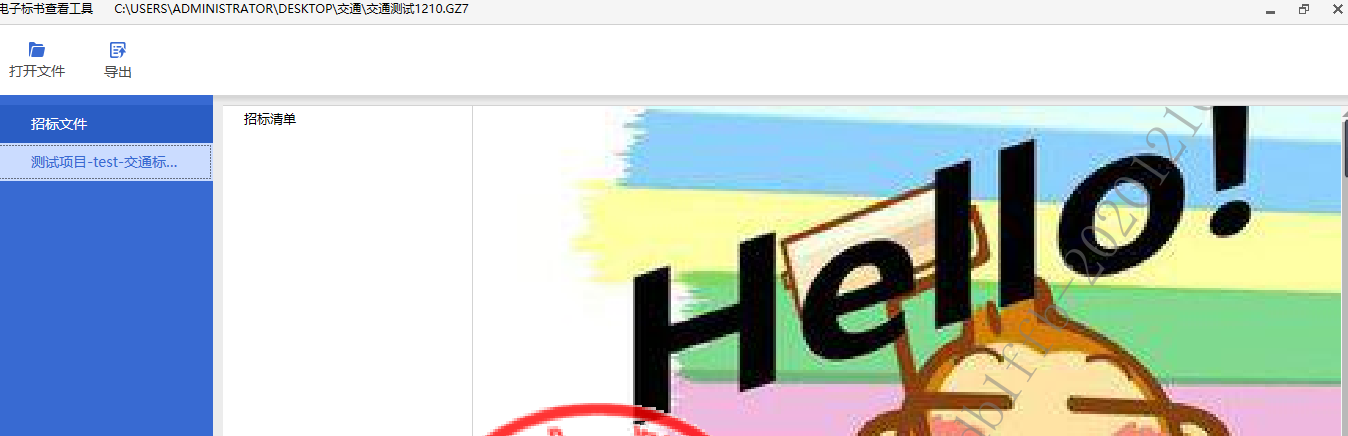 电子标书查看工具 C:\USERS\ADMINISTRATOR\DESKTOP\交通\交通测试1210.GZ7
打开文件 导出
招标文件
测试项目-test-交通标...
招标清单
Hello!